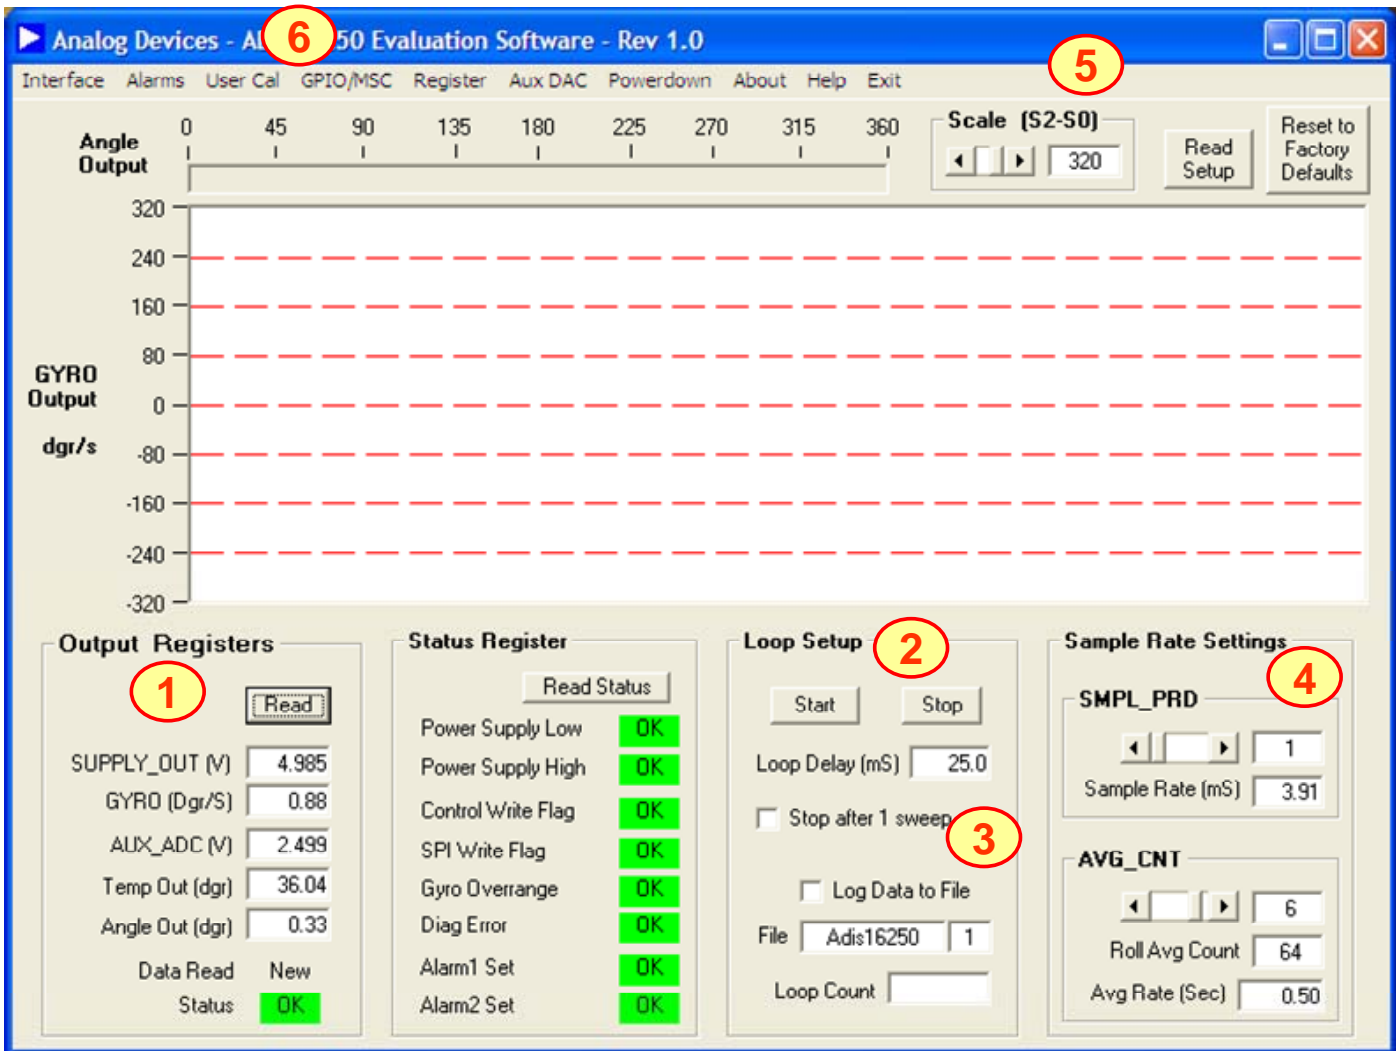 Analog Devices - A 6 50 Evaluation Software - Rev 1.0
Interface Alarms User Cal GPIO/MSC Register Aux DAC Powerdown About Help Exit
5
Angle
Output
0 45 90 135 180 225 270 315 360
Scale (S2-S0)
320
Read
Setup
Reset to
Factory
Defaults
GYRO
Output
dgr/s
320
240
160
80
0
-80
-160
-240
-320
Output Registers
1
Read
SUPPLY_OUT (V) 4.985
GYRO (Dgr/S) 0.88
AUX_ADC (V) 2.499
Temp Out (dgr) 36.04
Angle Out (dgr) 0.33
Data Read New
Status OK
Status Register
Read Status
Power Supply Low OK
Power Supply High OK
Control Write Flag OK
SPI Write Flag OK
Gyro Overrange OK
Diag Error OK
Alarm1 Set OK
Alarm2 Set OK
Loop Setup
2
Start Stop
Loop Delay (mS) 25.0
Stop after 1 sweep
3
Log Data to File
File Adis16250 1
Loop Count
Sample Rate Settings
4
SMPL_PRD
1
Sample Rate (mS) 3.91
AVG_CNT
6
Roll Avg Count 64
Avg Rate (Sec) 0.50